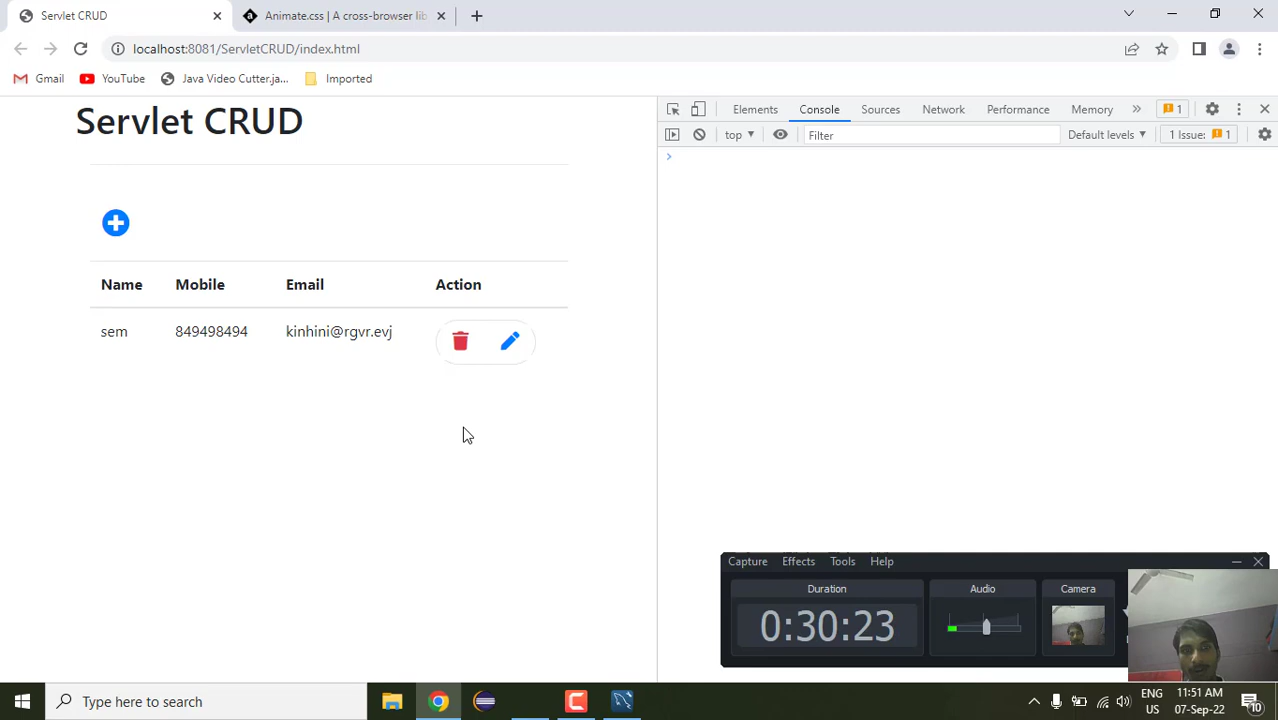 Servlet CRUD
Animate.css | A cross-browser lib
localhost:8081/ServletCRUD/index.html
Gmail
YouTube
Java Video Cutter.ja...
Imported
Servlet CRUD
Name Mobile Email Action
sem 849498494 kinhini@rgvr.evj
Elements Console Sources Network Performance Memory 1
top Filter Default levels 1 Issue: 1
Capture Effects Tools Help
Duration Audio Camera
0:30:23
Type here to search
ENG
US
11:51 AM
07-Sep-22
10